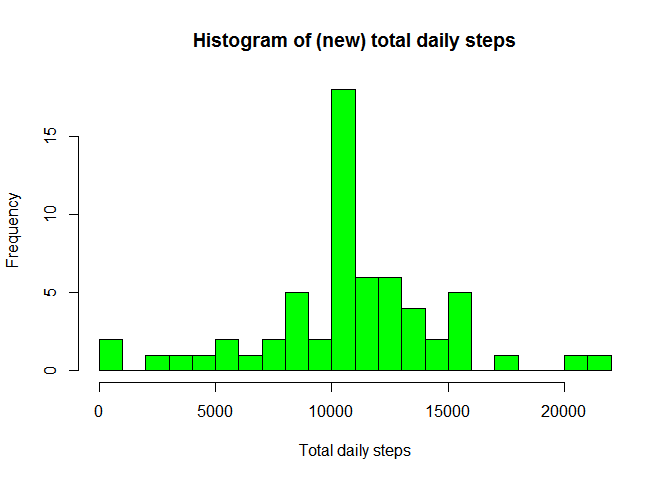 Histogram of (new) total daily steps
Frequency
15
10
5
0
0 5000 10000 15000 20000
Total daily steps